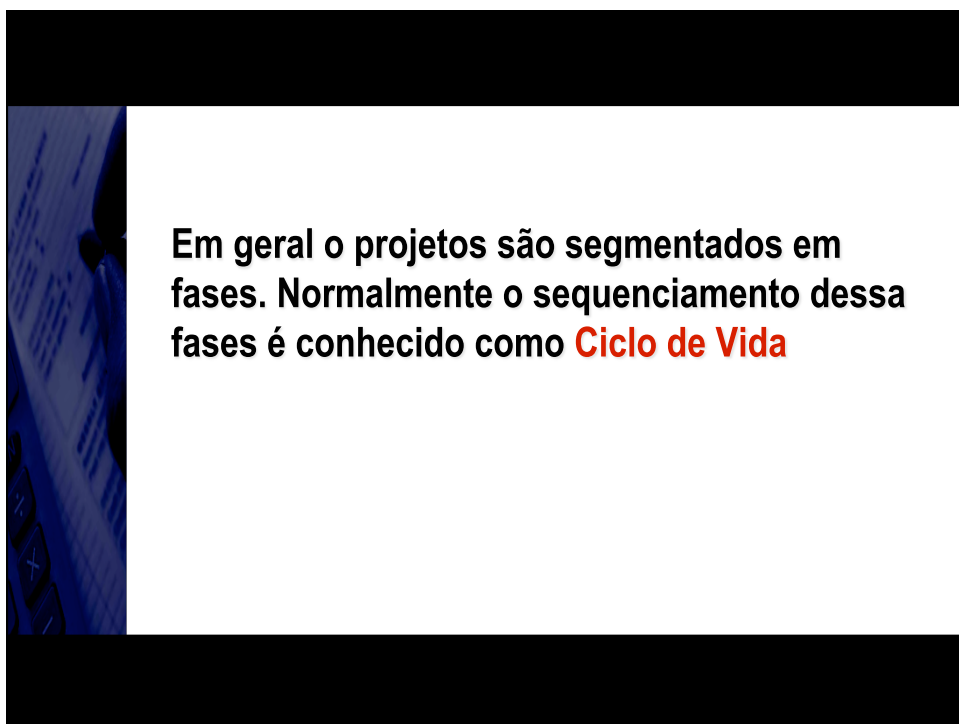 Em geral o projetos são segmentados em
fases. Normalmente o sequenciamento dessa
fases é conhecido como Ciclo de Vida